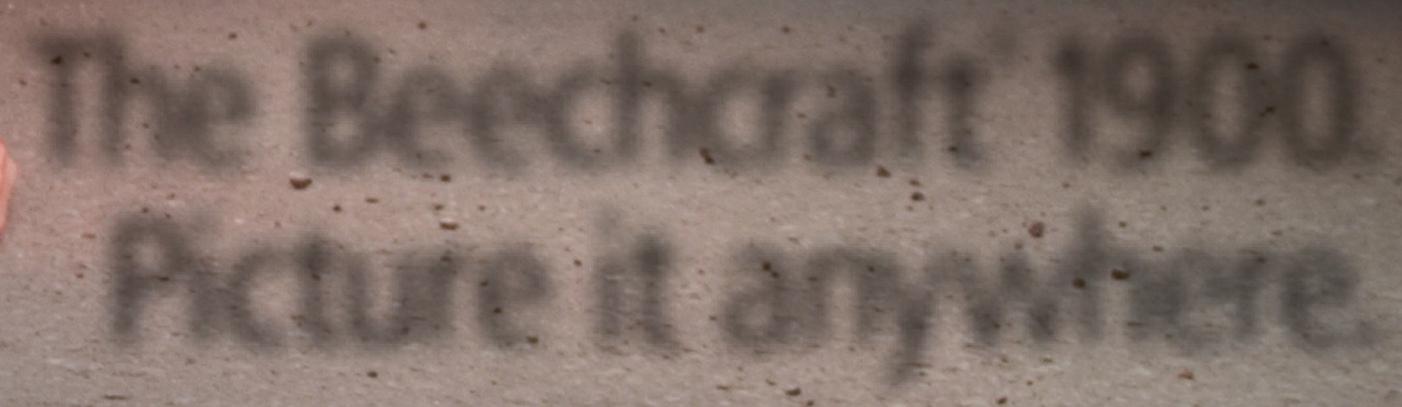 The Beechcraft 1900.
Picture it anywhere.